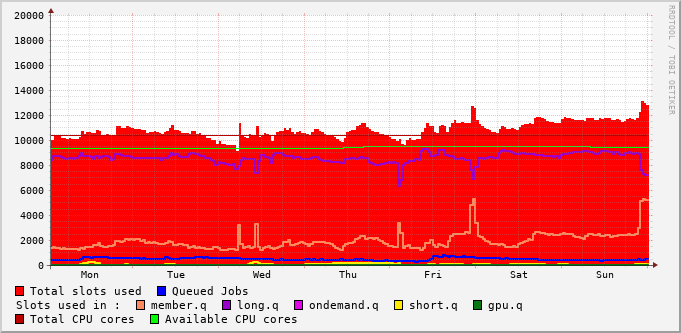 RRDTOOL / TOBI OETIKER
20000
18000
16000
14000
12000
10000
8000
6000
4000
2000
0
Mon Tue Wed Thu Fri Sat Sun
Total slots used Queued Jobs
Slots used in : member.q long.q ondemand.q short.q gpu.q
Total CPU cores Available CPU cores